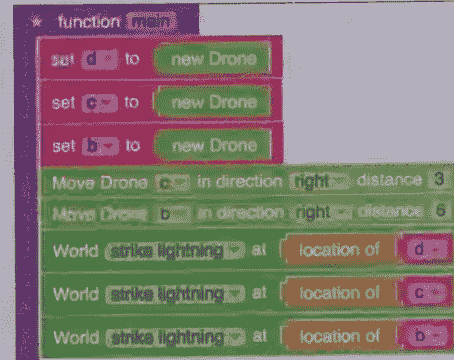 function main
set d to new Drone
set c to new Drone
set b to new Drone
Move Drone c in direction right distance 3
Move Drone b in direction right distance 6
World strike lightning at location of d
World strike lightning at location of c
World strike lightning at location of b